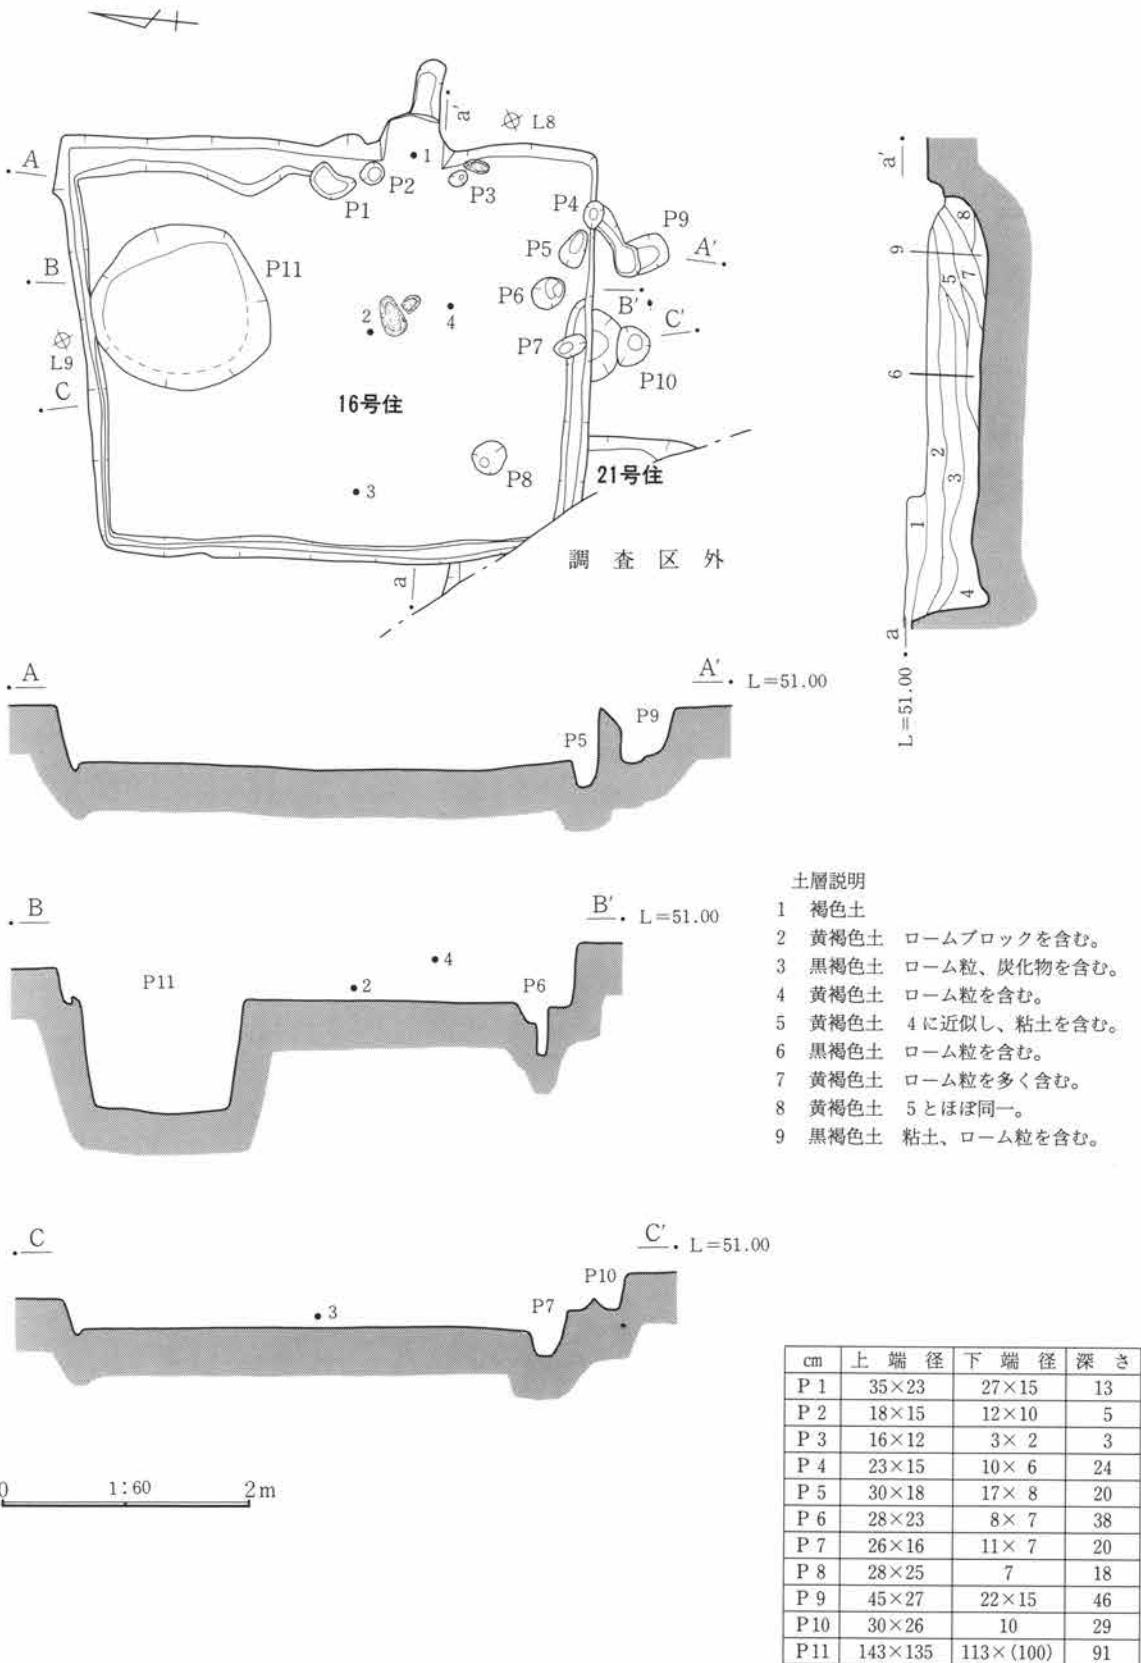 a′
L8
A
1
P2
P3
P1
P4
P9
P5
A′
B
P11
P6
B′
2
4
C′
P7
L9
P10
C
16号住
P8
21号住
3
調査区外
a
a′
8
9
5
7
6
2
3
1
4
a
L=51.00
A
A′ L=51.00
P5
P9
B
B′ L=51.00
P11
2
4
P6
C
C′ L=51.00
3
P7
P10
土層説明
1 褐色土
2 黄褐色土 ロームブロックを含む。
3 黒褐色土 ローム粒、炭化物を含む。
4 黄褐色土 ローム粒を含む。
5 黄褐色土 4に近似し、粘土を含む。
6 黒褐色土 ローム粒を含む。
7 黄褐色土 ローム粒を多く含む。
8 黄褐色土 5とほぼ同一。
9 黒褐色土 粘土、ローム粒を含む。
0 1:60 2m
cm 上端径 下端径 深さ
P1 35×23 27×15 13
P2 18×15 12×10 5
P3 16×12 3×2 3
P4 23×15 10×6 24
P5 30×18 17×8 20
P6 28×23 8×7 38
P7 26×16 11×7 20
P8 28×25 7 18
P9 45×27 22×15 46
P10 30×26 10 29
P11 143×135 113×(100) 91